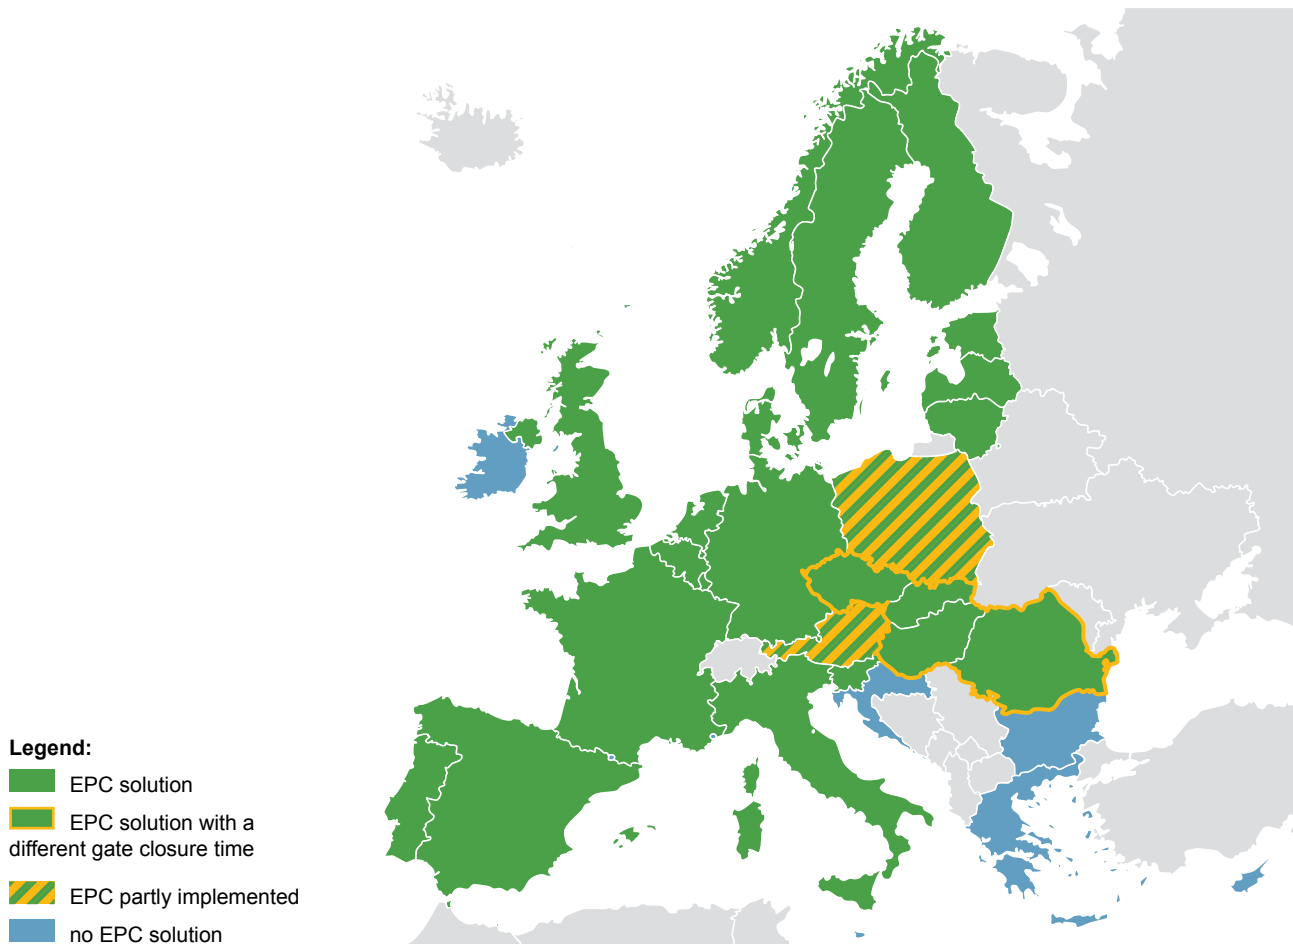 Legend:
EPC solution
EPC solution with a
different gate closure time
EPC partly implemented
no EPC solution